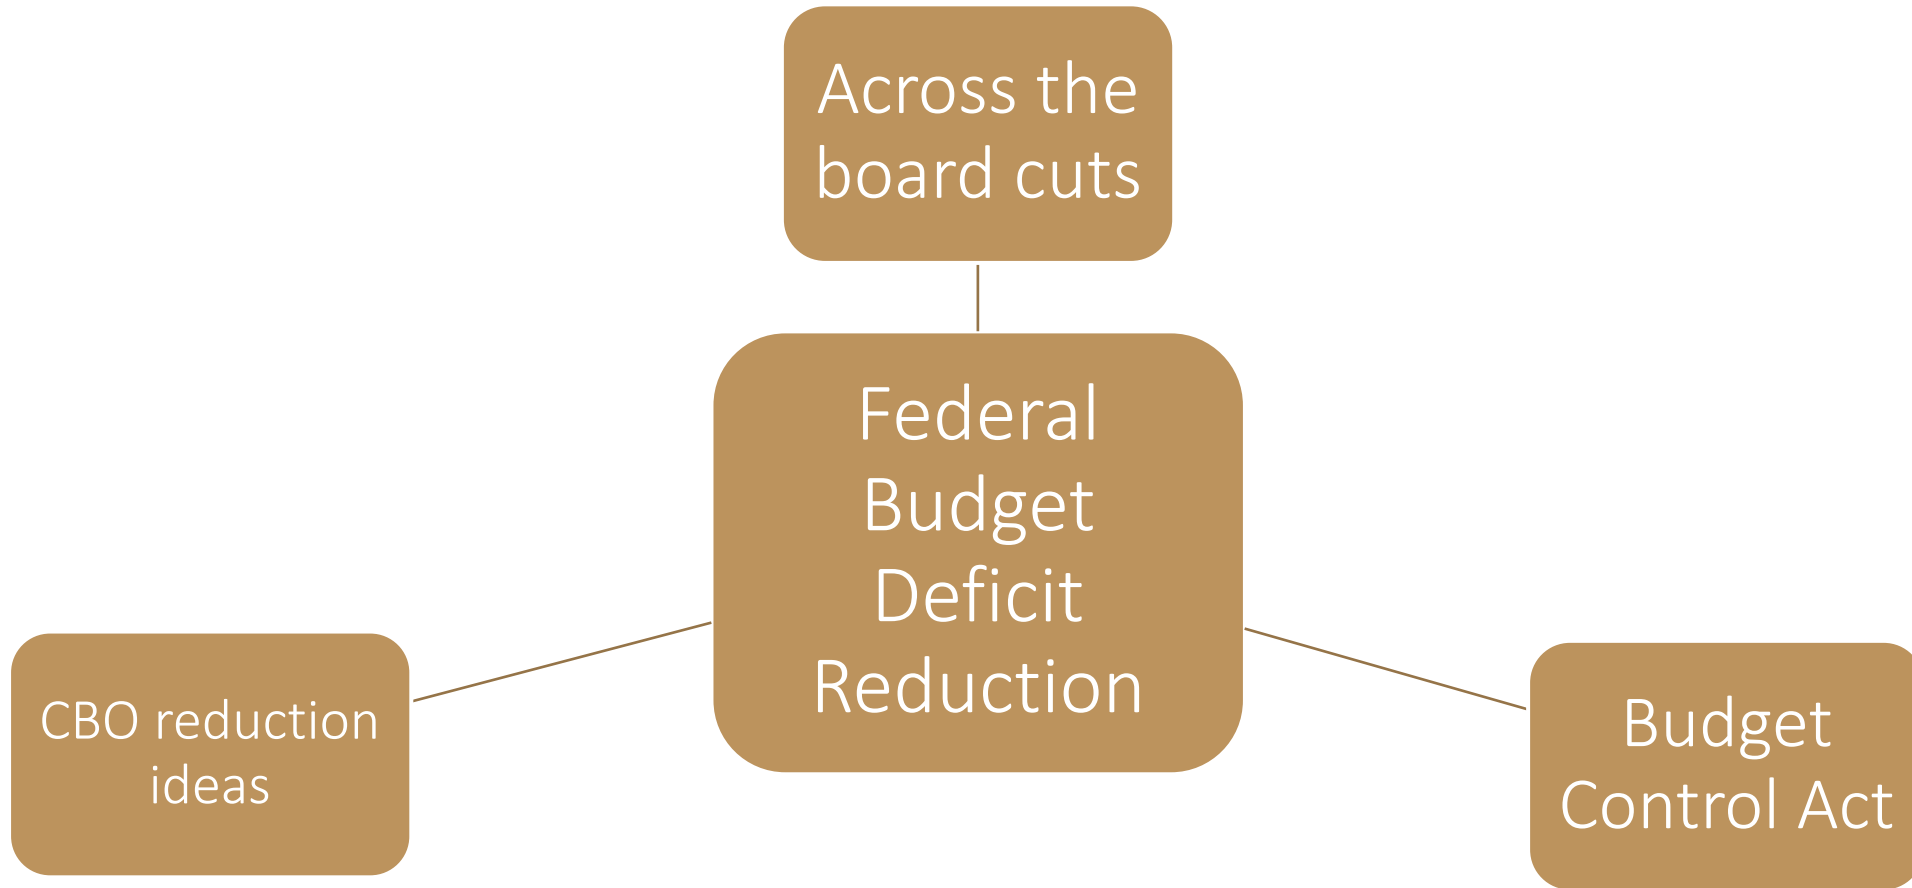 Across the
board cuts
Federal
Budget
Deficit
Reduction
CBO reduction
ideas
Budget
Control Act